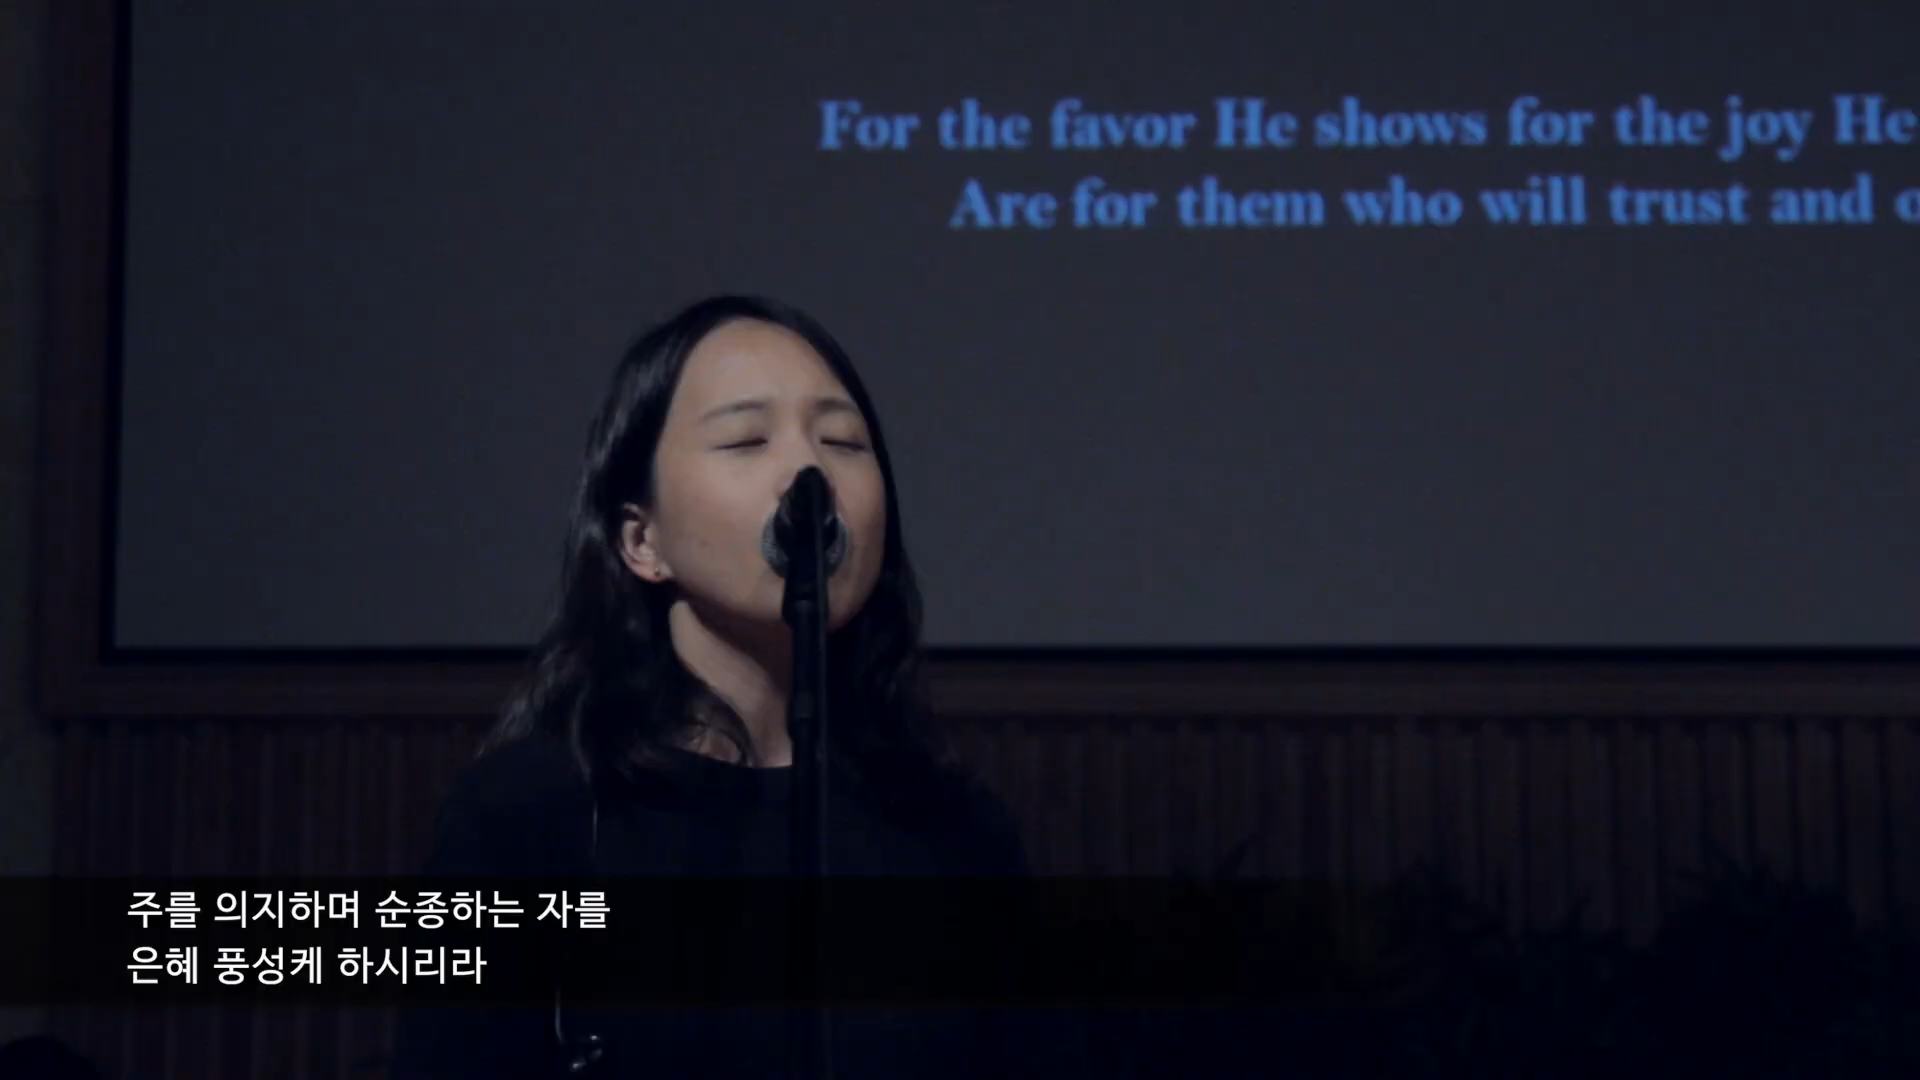 For the favor He shows for the joy He
Are for them who will trust and
주를 의지하며 순종하는 자를
은혜 풍성케 하시리라